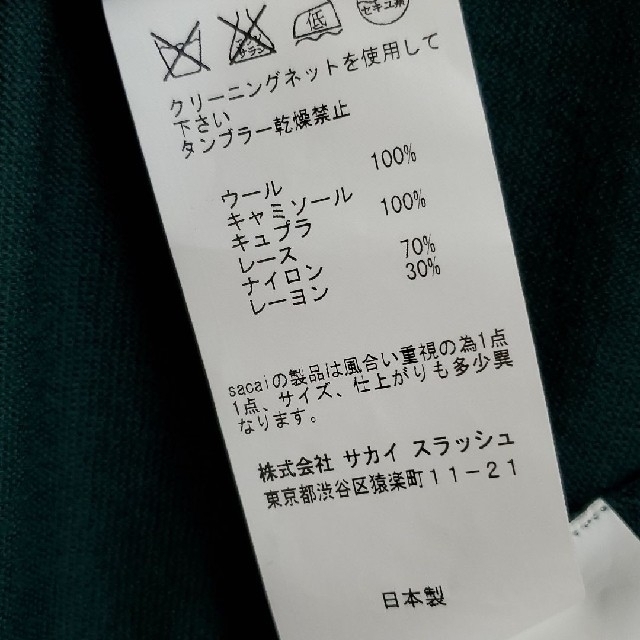 低
セキユ系
クリーニングネットを使用して
下さい
タンブラー乾燥禁止
ウール 100%
キャミソール
キュプラ 100%
レース
ナイロン 70%
レーヨン 30%
sacaiの製品は風合い重視の為1点
1点、サイズ、仕上がりも多少異
なります。
株式会社 サカイ スラッシュ
東京都渋谷区猿楽町11-21
日本製